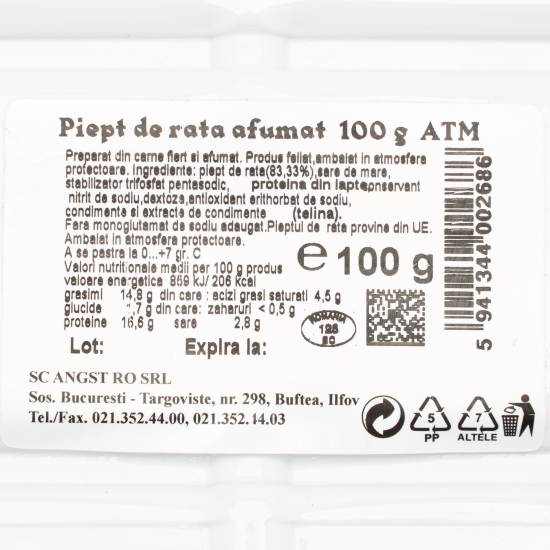 Piept de rata afumat 100 g ATM
Preparat din carne fiert si afumat. Produs feliat,ambalat in atmosfera
protectoare. Ingrediente: piept de rata(83,33%),sare de mare,
stabilizator trifosfat pentasodic, proteina din lapte,conservant
nitrit de sodiu,dextoza,antioxidant erithorbat de sodiu,
condimente si extracte de condimente (telina).
Fara monoglutamat de sodiu adaugat.Pieptul de rata provine din UE.
Ambalat in atmosfera protectoare.
A se pastra la 0...+7 gr. C
Valori nutritionale medii per 100 g produs
valoare energetica 859 kJ/ 206 kcal
grasimi 14,8 g din care : acizi grasi saturati 4,5 g
glucide 1,7 g din care: zaharuri < 0,5 g
proteine 16,6 g sare 2,8 g
e 100 g
ROMANIA
126
EC
5 941344 002686
Lot: Expira la:
SC ANGST RO SRL
Sos. Bucuresti - Targoviste, nr. 298, Buftea, Ilfov
Tel./Fax. 021.352.44.00, 021.352.14.03
5
PP
7
ALTELE